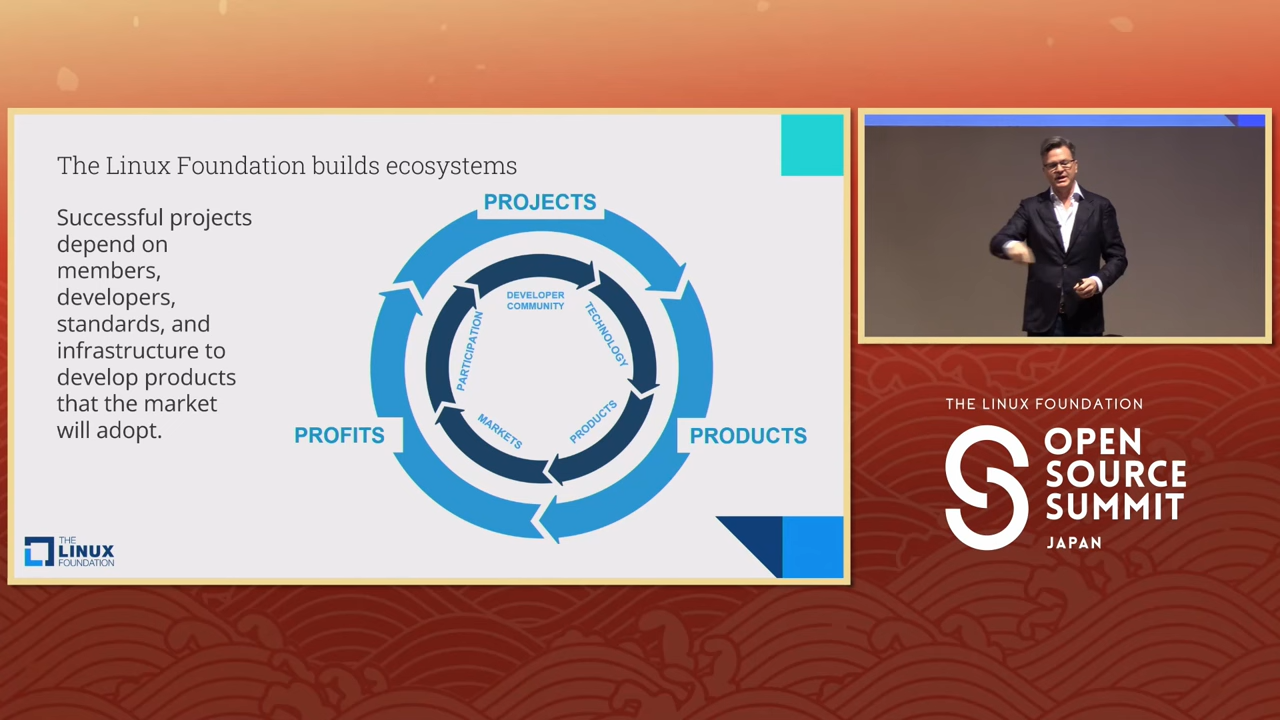 The Linux Foundation builds ecosystems
Successful projects
depend on
members,
developers,
standards, and
infrastructure to
develop products
that the market
will adopt.
PROJECTS
DEVELOPER
COMMUNITY
TECHNOLOGY
PARTICIPATION
PRODUCTS
MARKETS
PROFITS
PRODUCTS
THE
LINUX
FOUNDATION
THE LINUX FOUNDATION
OPEN
SOURCE
SUMMIT
JAPAN